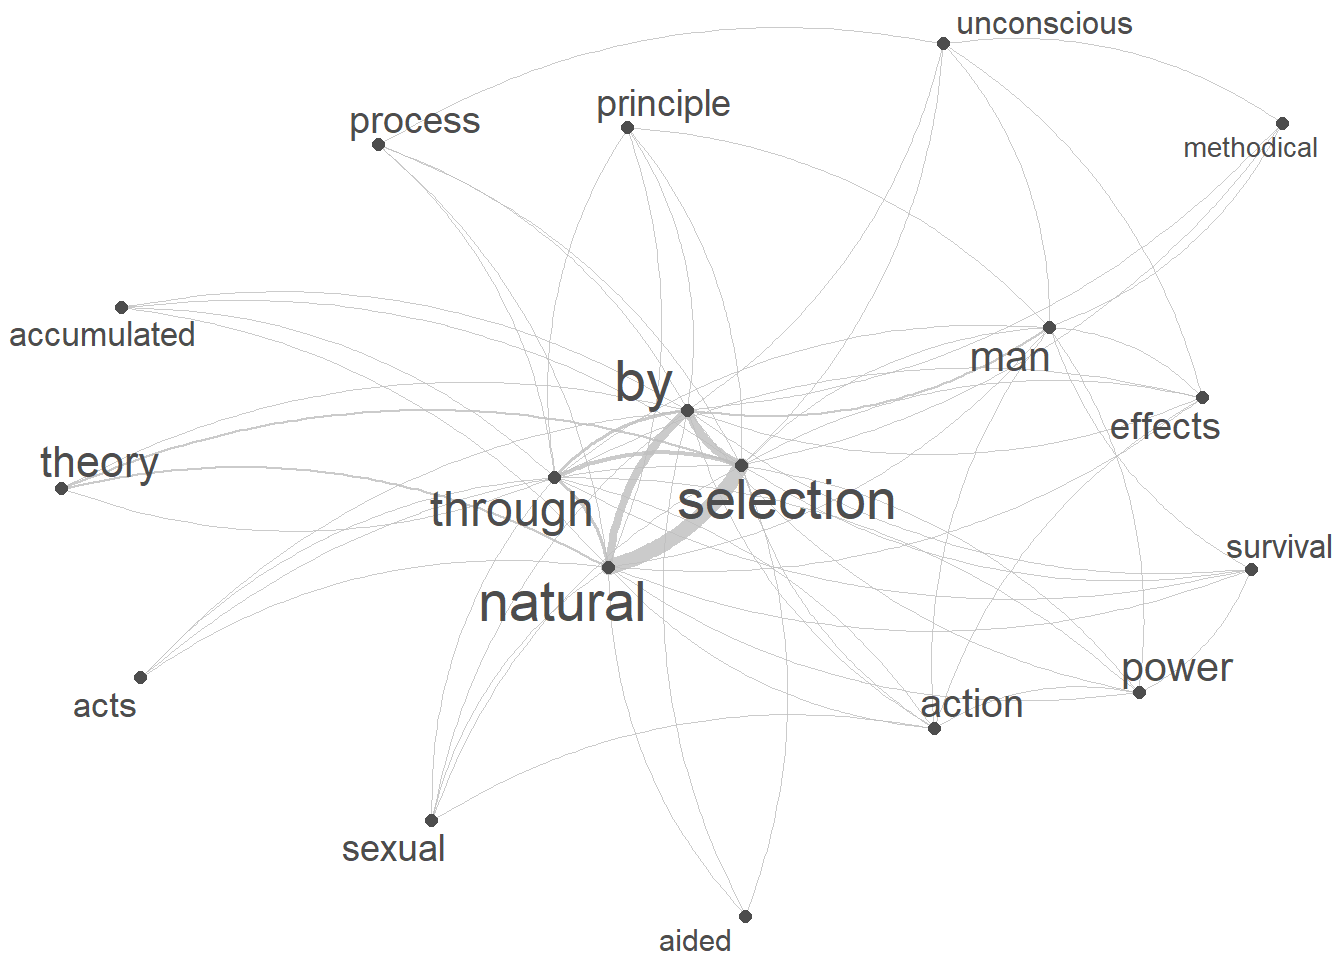 unconscious
principle
process
methodical
accumulated
man
by
effects
theory
selection
through
survival
natural
power
action
acts
sexual
aided